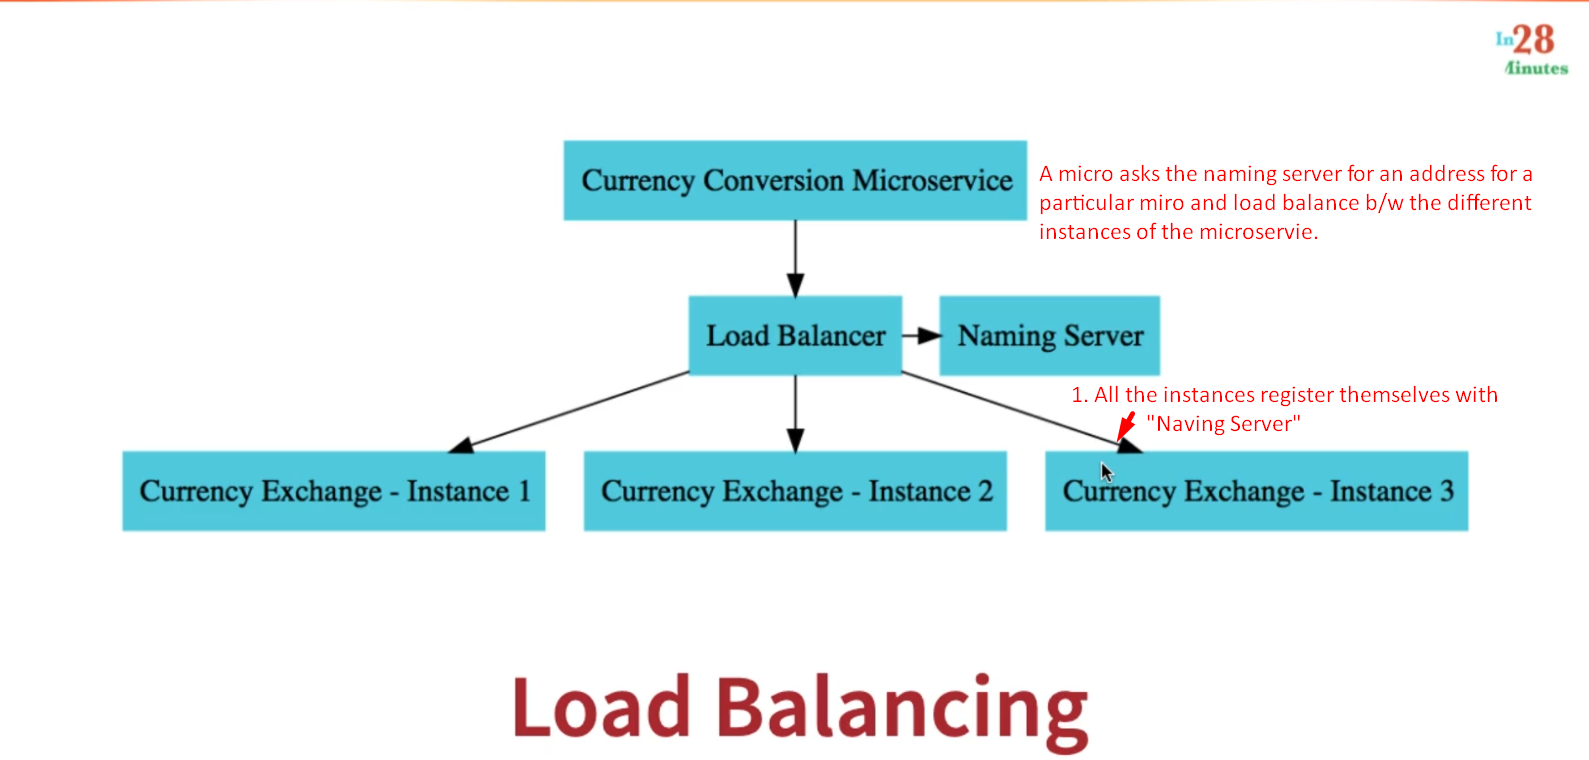 In28
Minutes
Currency Conversion Microservice
A micro asks the naming server for an address for a
particular miro and load balance b/w the different
instances of the microservie.
Load Balancer
Naming Server
1. All the instances register themselves with
"Naving Server"
Currency Exchange - Instance 1
Currency Exchange - Instance 2
Currency Exchange - Instance 3
Load Balancing